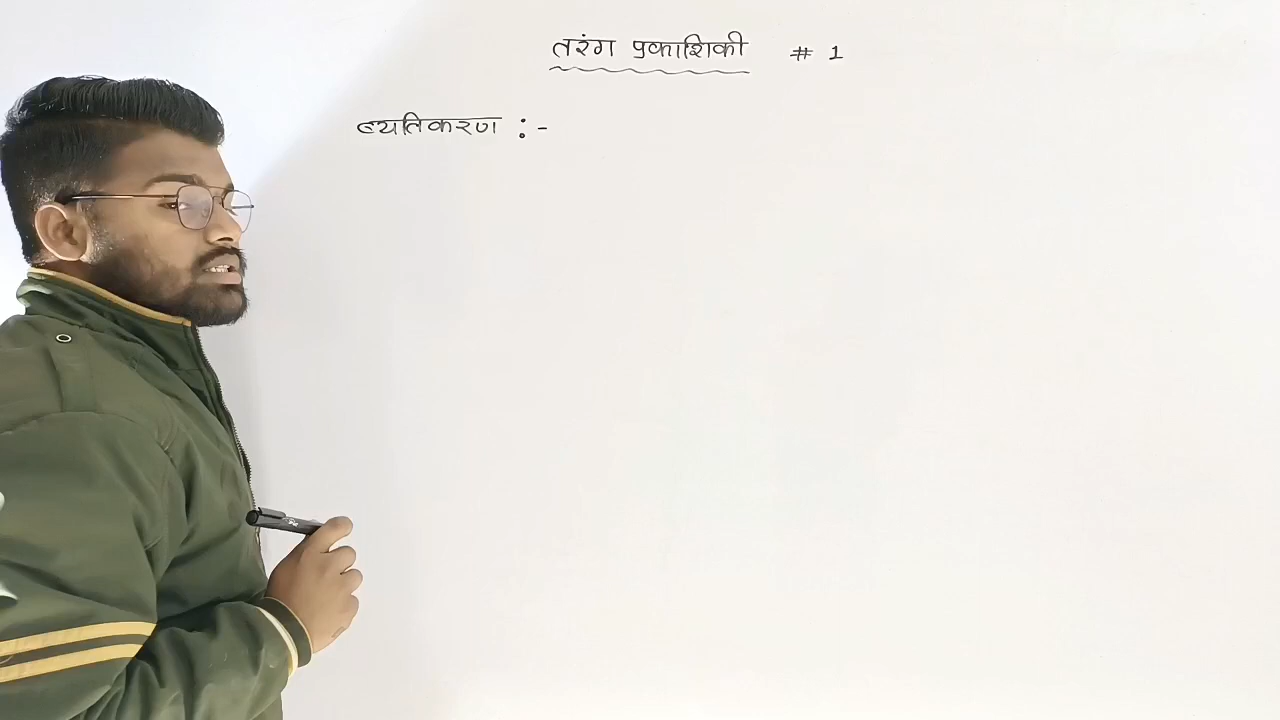 तरंग प्रकाशिकी # 1
व्यतिकरण :-